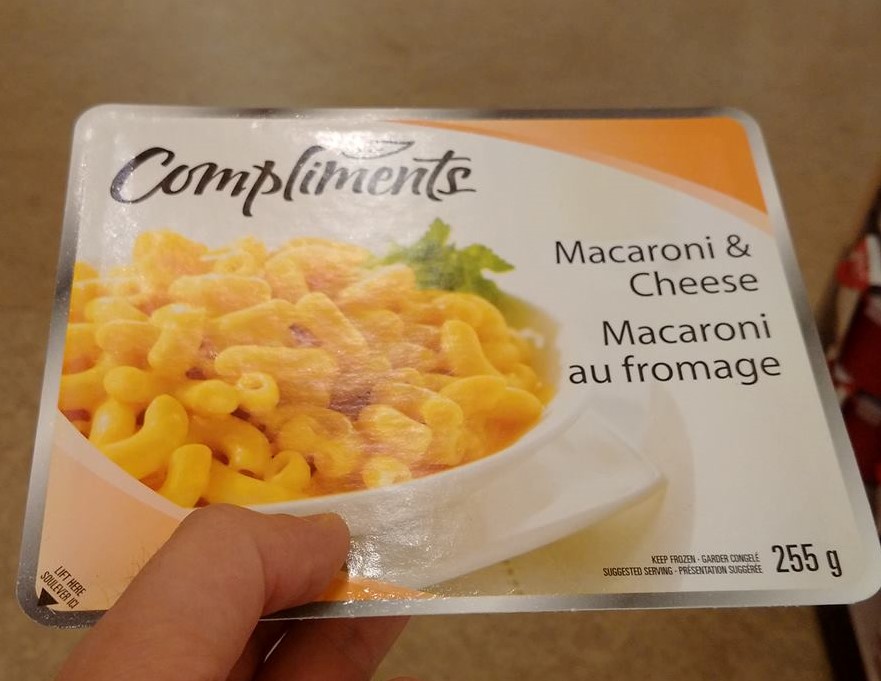 Compliments
Macaroni &
Cheese
Macaroni
au fromage
KEEP FROZEN - GARDER CONGELÉ
SUGGESTED SERVING - PRÉSENTATION SUGGÉRÉE
255 g
LIFT HERE
SOULEVER ICI